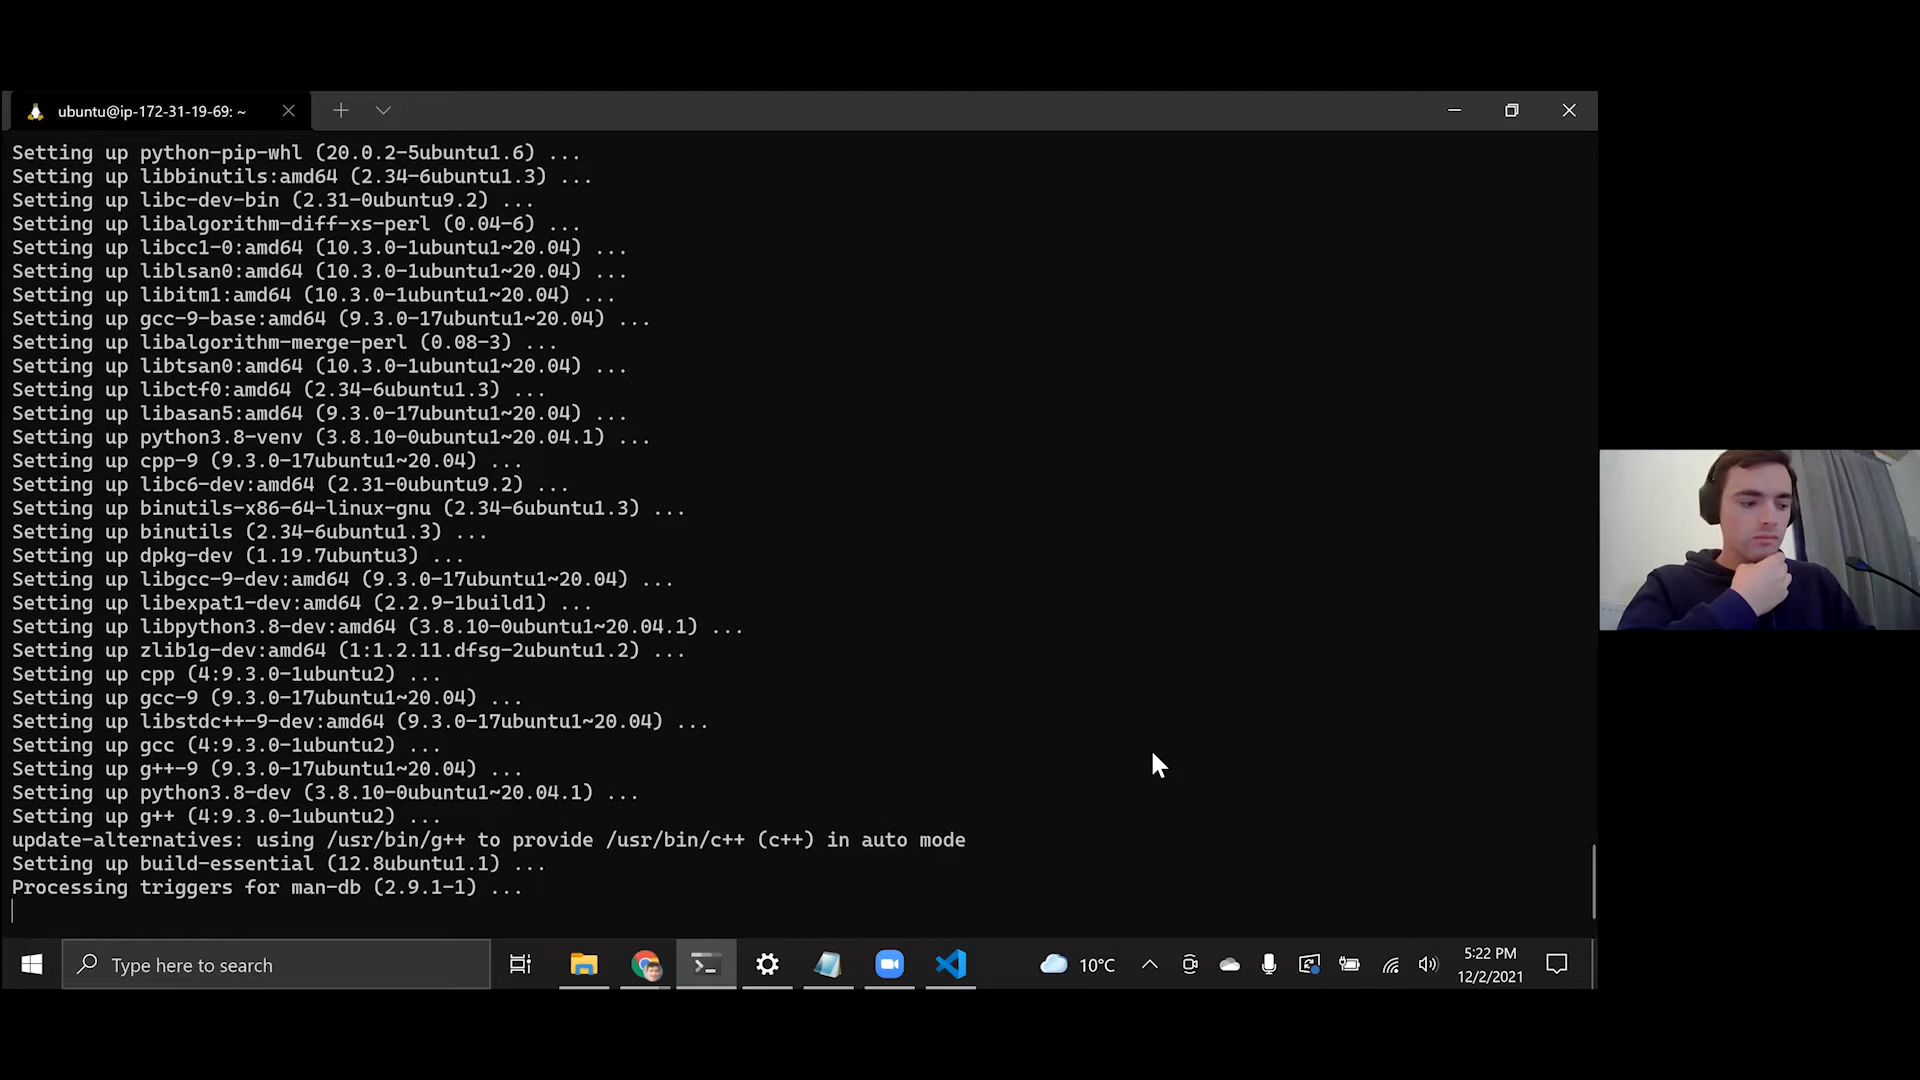 ubuntu@ip-172-31-19-69: ~
Setting up python-pip-whl (20.0.2-5ubuntu1.6) ...
Setting up libbinutils:amd64 (2.34-6ubuntu1.3) ...
Setting up libc-dev-bin (2.31-0ubuntu9.2) ...
Setting up libalgorithm-diff-xs-perl (0.04-6) ...
Setting up libcc1-0:amd64 (10.3.0-1ubuntu1~20.04) ...
Setting up liblsan0:amd64 (10.3.0-1ubuntu1~20.04) ...
Setting up libitm1:amd64 (10.3.0-1ubuntu1~20.04) ...
Setting up gcc-9-base:amd64 (9.3.0-17ubuntu1~20.04) ...
Setting up libalgorithm-merge-perl (0.08-3) ...
Setting up libtsan0:amd64 (10.3.0-1ubuntu1~20.04) ...
Setting up libctf0:amd64 (2.34-6ubuntu1.3) ...
Setting up libasan5:amd64 (9.3.0-17ubuntu1~20.04) ...
Setting up python3.8-venv (3.8.10-0ubuntu1~20.04.1) ...
Setting up cpp-9 (9.3.0-17ubuntu1~20.04) ...
Setting up libc6-dev:amd64 (2.31-0ubuntu9.2) ...
Setting up binutils-x86-64-linux-gnu (2.34-6ubuntu1.3) ...
Setting up binutils (2.34-6ubuntu1.3) ...
Setting up dpkg-dev (1.19.7ubuntu3) ...
Setting up libgcc-9-dev:amd64 (9.3.0-17ubuntu1~20.04) ...
Setting up libexpat1-dev:amd64 (2.2.9-1build1) ...
Setting up libpython3.8-dev:amd64 (3.8.10-0ubuntu1~20.04.1) ...
Setting up zlib1g-dev:amd64 (1:1.2.11.dfsg-2ubuntu1.2) ...
Setting up cpp (4:9.3.0-1ubuntu2) ...
Setting up gcc-9 (9.3.0-17ubuntu1~20.04) ...
Setting up libstdc++-9-dev:amd64 (9.3.0-17ubuntu1~20.04) ...
Setting up gcc (4:9.3.0-1ubuntu2) ...
Setting up g++-9 (9.3.0-17ubuntu1~20.04) ...
Setting up python3.8-dev (3.8.10-0ubuntu1~20.04.1) ...
Setting up g++ (4:9.3.0-1ubuntu2) ...
update-alternatives: using /usr/bin/g++ to provide /usr/bin/c++ (c++) in auto mode
Setting up build-essential (12.8ubuntu1.1) ...
Processing triggers for man-db (2.9.1-1) ...
Type here to search
10°C
5:22 PM
12/2/2021